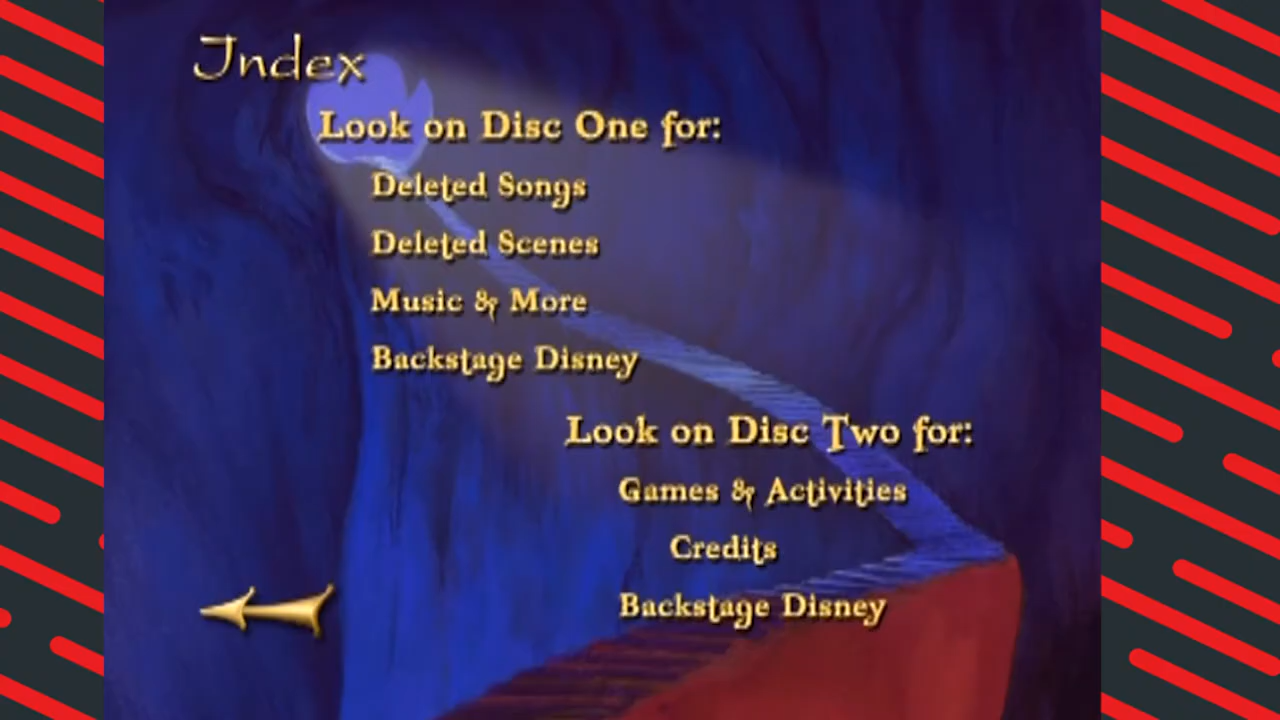 Index
Look on Disc One for:
Deleted Songs
Deleted Scenes
Music & More
Backstage Disney
Look on Disc Two for:
Games & Activities
Credits
Backstage Disney